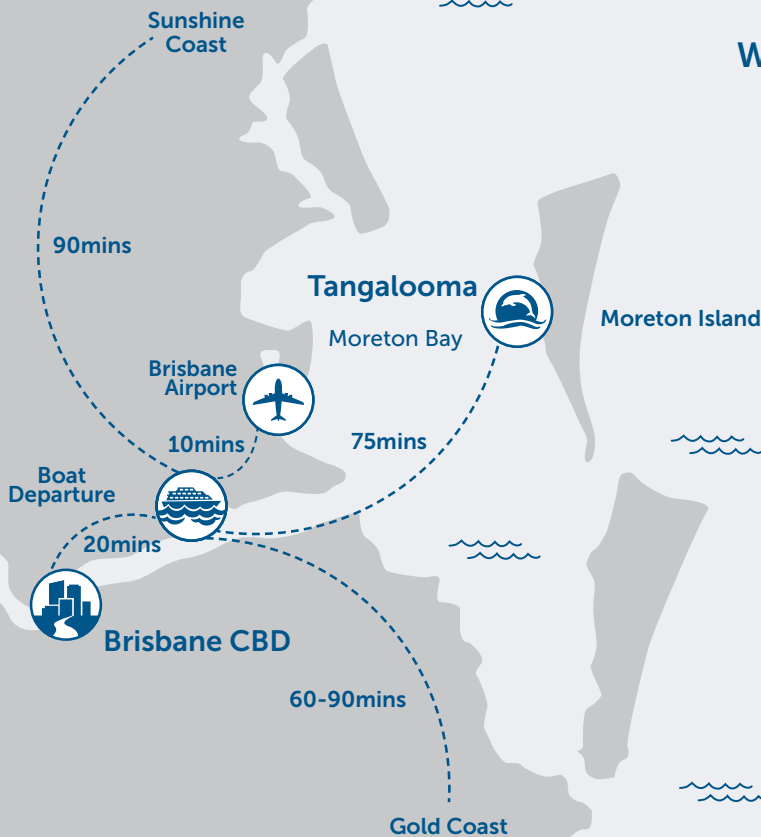 Sunshine
Coast
W
90mins
Tangalooma
Moreton Island
Moreton Bay
Brisbane
Airport
10mins
75mins
Boat
Departure
20mins
Brisbane CBD
60-90mins
Gold Coast